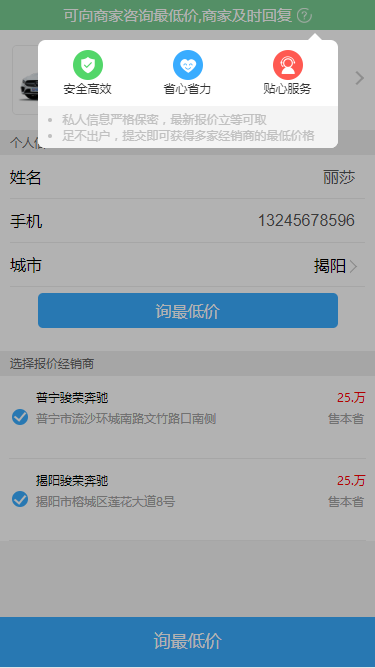 可向商家咨询最低价,商家及时回复 ?
安全高效 省心省力 贴心服务
私人信息严格保密，最新报价立等可取
足不出户，提交即可获得多家经销商的最低价格
个人信
姓名 丽莎
手机 13245678596
城市 揭阳
询最低价
选择报价经销商
普宁骏荣奔驰 25.万
普宁市流沙环城南路文竹路口南侧 售本省
揭阳骏荣奔驰 25.万
揭阳市榕城区莲花大道8号 售本省
询最低价